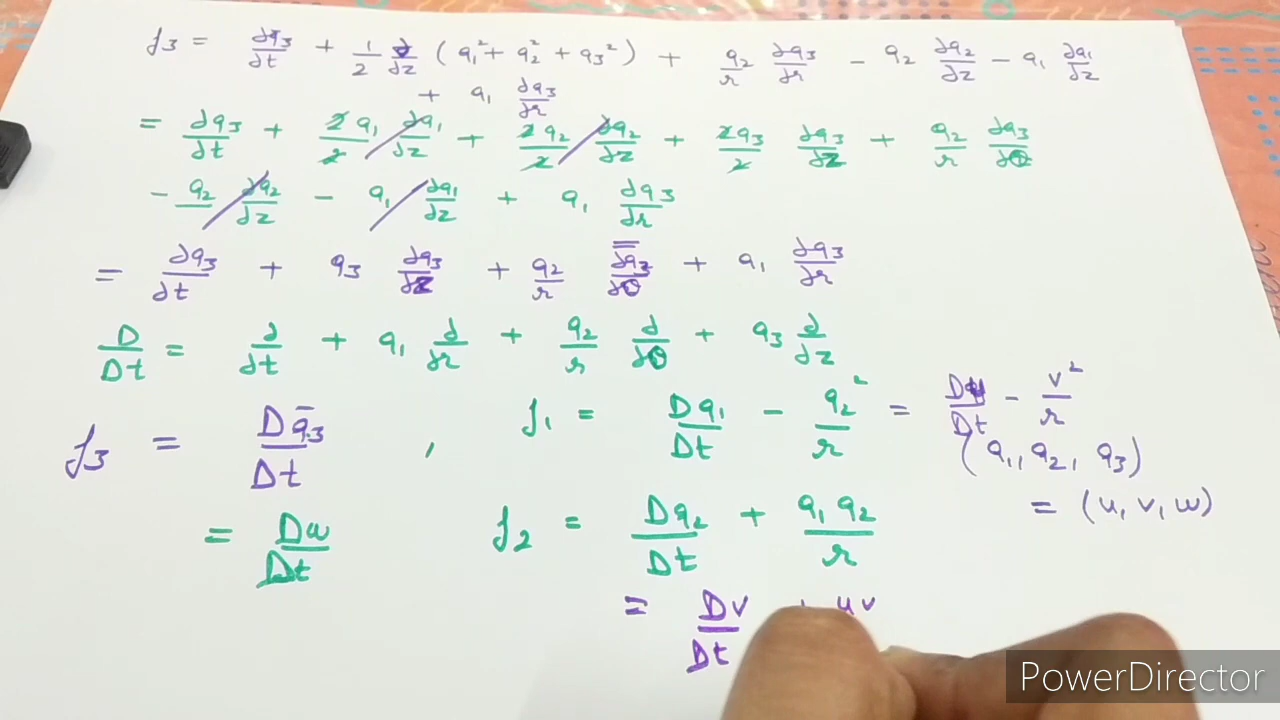 f3 = ∂q3/∂t + 1/2 ∂/∂z (q1² + q2² + q3²) + q2/r ∂q3/∂r − q2 ∂q2/∂z − q1 ∂q1/∂z
+ q1 ∂q3/∂r
= ∂q3/∂t + 2q1/2 ∂q1/∂z + 2q2/2 ∂q2/∂z + 2q3/2 ∂q3/∂z + q2/r ∂q3/∂θ
− q2 ∂q2/∂z − q1 ∂q1/∂z + q1 ∂q3/∂r
= ∂q3/∂t + q3 ∂q3/∂z + q2/r ∂q3/∂θ + q1 ∂q3/∂r
D/Dt = ∂/∂t + q1 ∂/∂r + q2/r ∂/∂θ + q3 ∂/∂z
f3 = Dq̄3/Dt , f1 = Dq1/Dt − q2²/r = Du/Dt − v²/r
(q1, q2, q3)
= (u, v, w)
= Dw/Dt f2 = Dq2/Dt + q1q2/r
= Dv/Dt + uv
PowerDirector